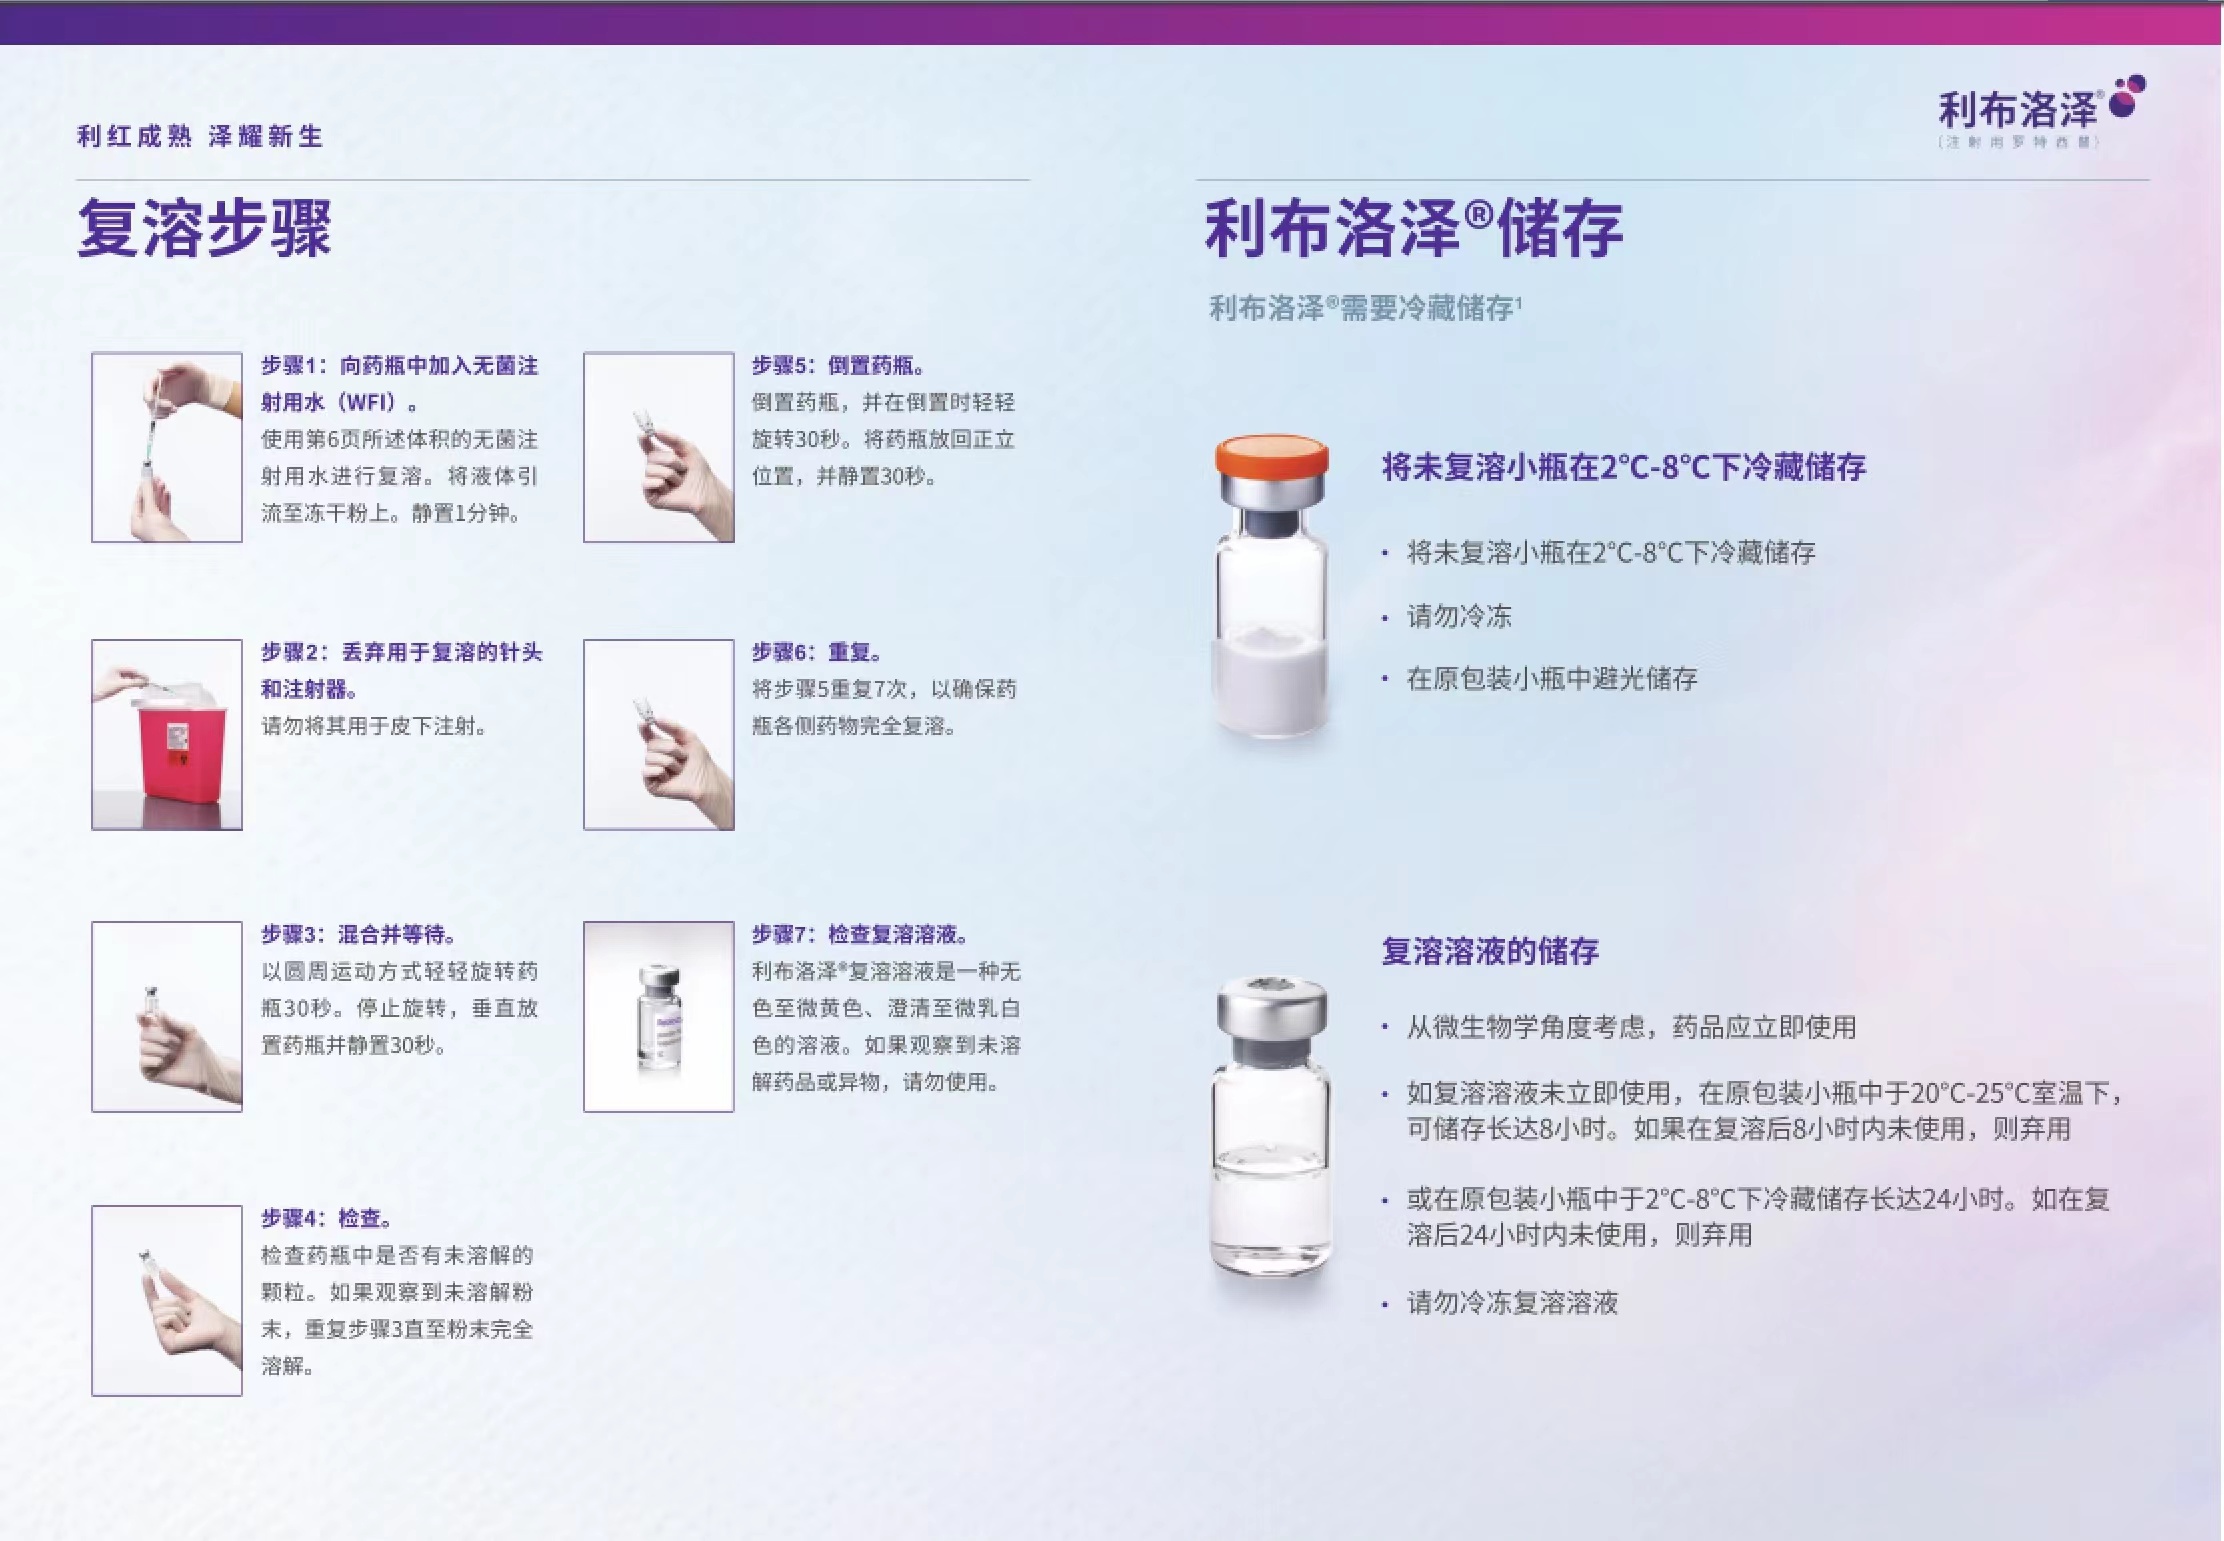 利红成熟 泽耀新生
复溶步骤
步骤1：向药瓶中加入无菌注
射用水（WFI）。
使用第6页所述体积的无菌注
射用水进行复溶。将液体引
流至冻干粉上。静置1分钟。
步骤2：丢弃用于复溶的针头
和注射器。
请勿将其用于皮下注射。
步骤3：混合并等待。
以圆周运动方式轻轻旋转药
瓶30秒。停止旋转，垂直放
置药瓶并静置30秒。
步骤4：检查。
检查药瓶中是否有未溶解的
颗粒。如果观察到未溶解粉
末，重复步骤3直至粉末完全
溶解。
步骤5：倒置药瓶。
倒置药瓶，并在倒置时轻轻
旋转30秒。将药瓶放回正立
位置，并静置30秒。
步骤6：重复。
将步骤5重复7次，以确保药
瓶各侧药物完全复溶。
步骤7：检查复溶溶液。
利布洛泽®复溶溶液是一种无
色至微黄色、澄清至微乳白
色的溶液。如果观察到未溶
解药品或异物，请勿使用。
利布洛泽®
（注射用罗特西普）
利布洛泽®储存
利布洛泽®需要冷藏储存¹
将未复溶小瓶在2°C-8°C下冷藏储存
• 将未复溶小瓶在2°C-8°C下冷藏储存
• 请勿冷冻
• 在原包装小瓶中避光储存
复溶溶液的储存
• 从微生物学角度考虑，药品应立即使用
• 如复溶溶液未立即使用，在原包装小瓶中于20°C-25°C室温下，
可储存长达8小时。如果在复溶后8小时内未使用，则弃用
• 或在原包装小瓶中于2°C-8°C下冷藏储存长达24小时。如在复
溶后24小时内未使用，则弃用
• 请勿冷冻复溶溶液